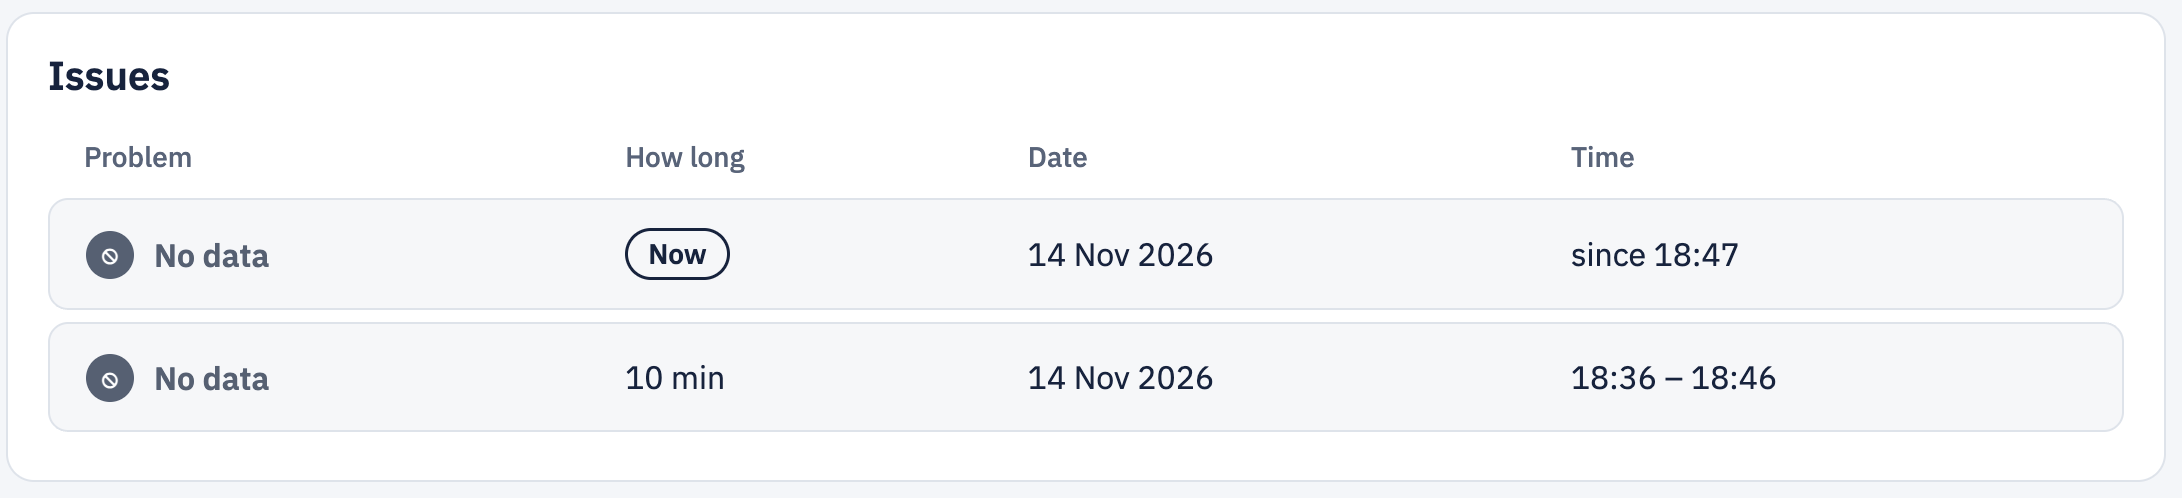 Issues
Problem How long Date Time
No data Now 14 Nov 2026 since 18:47
No data 10 min 14 Nov 2026 18:36 – 18:46